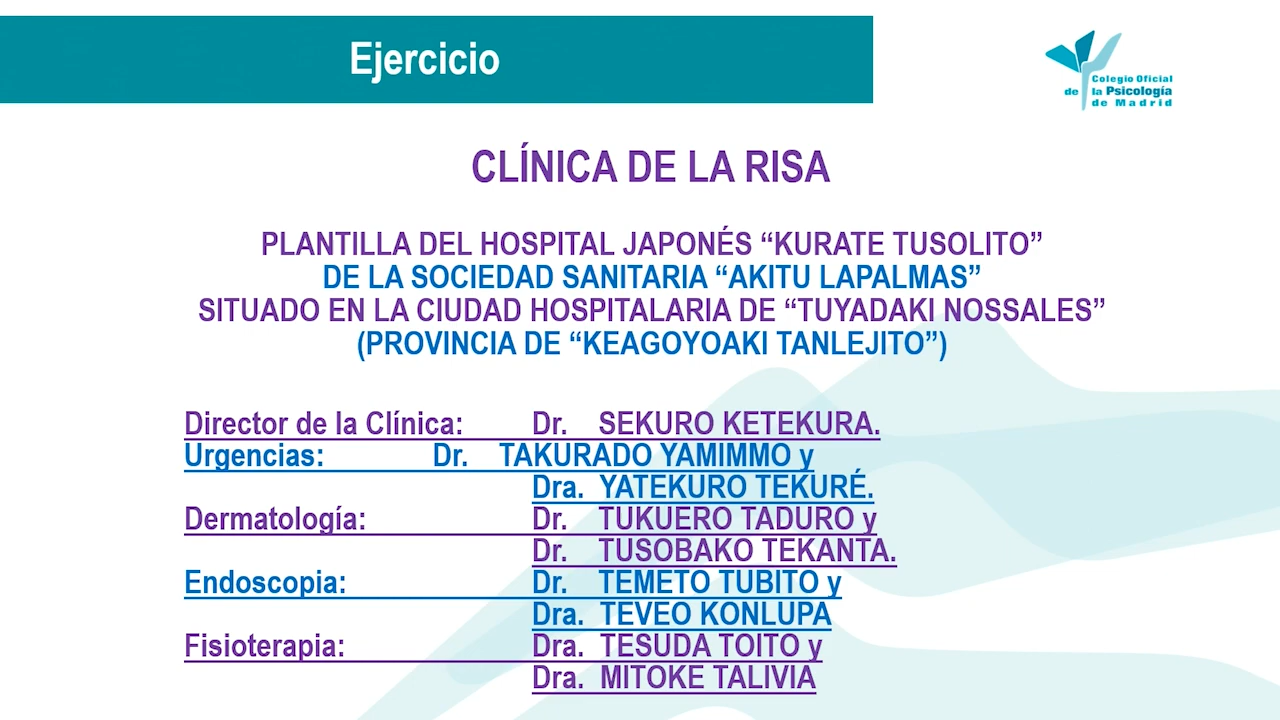 Ejercicio
Colegio Oficial
de la Psicología
de Madrid
CLÍNICA DE LA RISA
PLANTILLA DEL HOSPITAL JAPONÉS “KURATE TUSOLITO”
DE LA SOCIEDAD SANITARIA “AKITU LAPALMAS”
SITUADO EN LA CIUDAD HOSPITALARIA DE “TUYADAKI NOSSALES”
(PROVINCIA DE “KEAGOYOAKI TANLEJITO”)
Director de la Clínica: Dr. SEKURO KETEKURA.
Urgencias: Dr. TAKURADO YAMIMMO y
Dra. YATEKURO TEKURÉ.
Dermatología: Dr. TUKUERO TADURO y
Dr. TUSOBAKO TEKANTA.
Endoscopia: Dr. TEMETO TUBITO y
Dra. TEVEO KONLUPA
Fisioterapia: Dra. TESUDA TOITO y
Dra. MITOKE TALIVIA